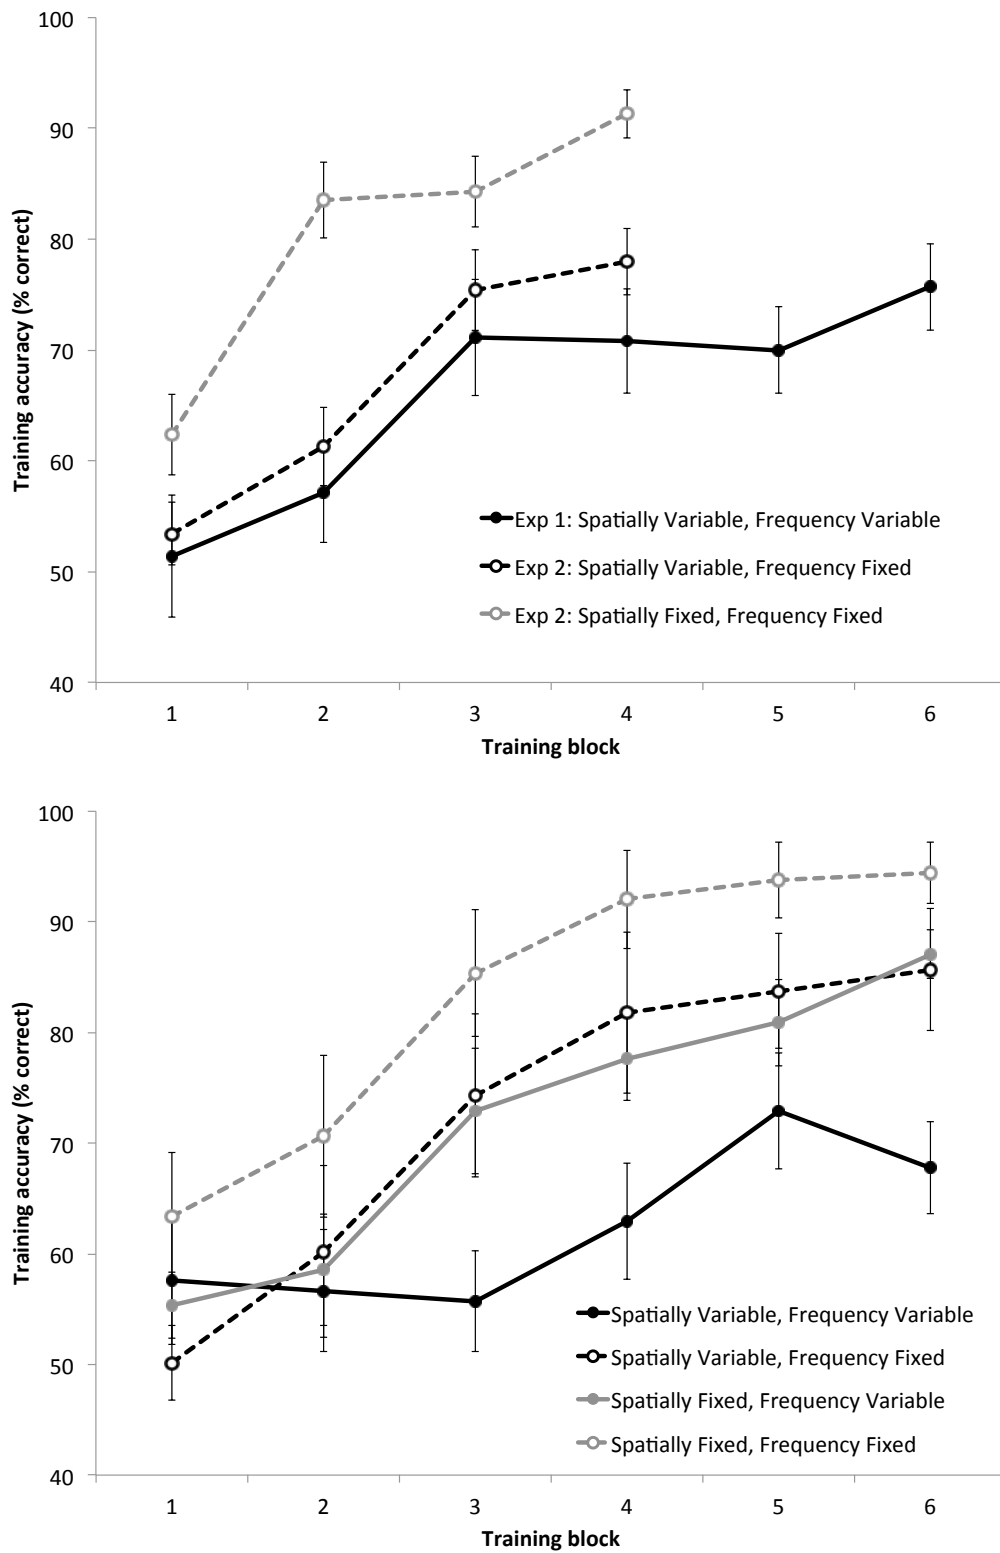 100
90
80
70
60
50
40
Training accuracy (% correct)
Exp 1: Spatially Variable, Frequency Variable
Exp 2: Spatially Variable, Frequency Fixed
Exp 2: Spatially Fixed, Frequency Fixed
1 2 3 4 5 6
Training block
100
90
80
70
60
50
40
Training accuracy (% correct)
Spatially Variable, Frequency Variable
Spatially Variable, Frequency Fixed
Spatially Fixed, Frequency Variable
Spatially Fixed, Frequency Fixed
1 2 3 4 5 6
Training block